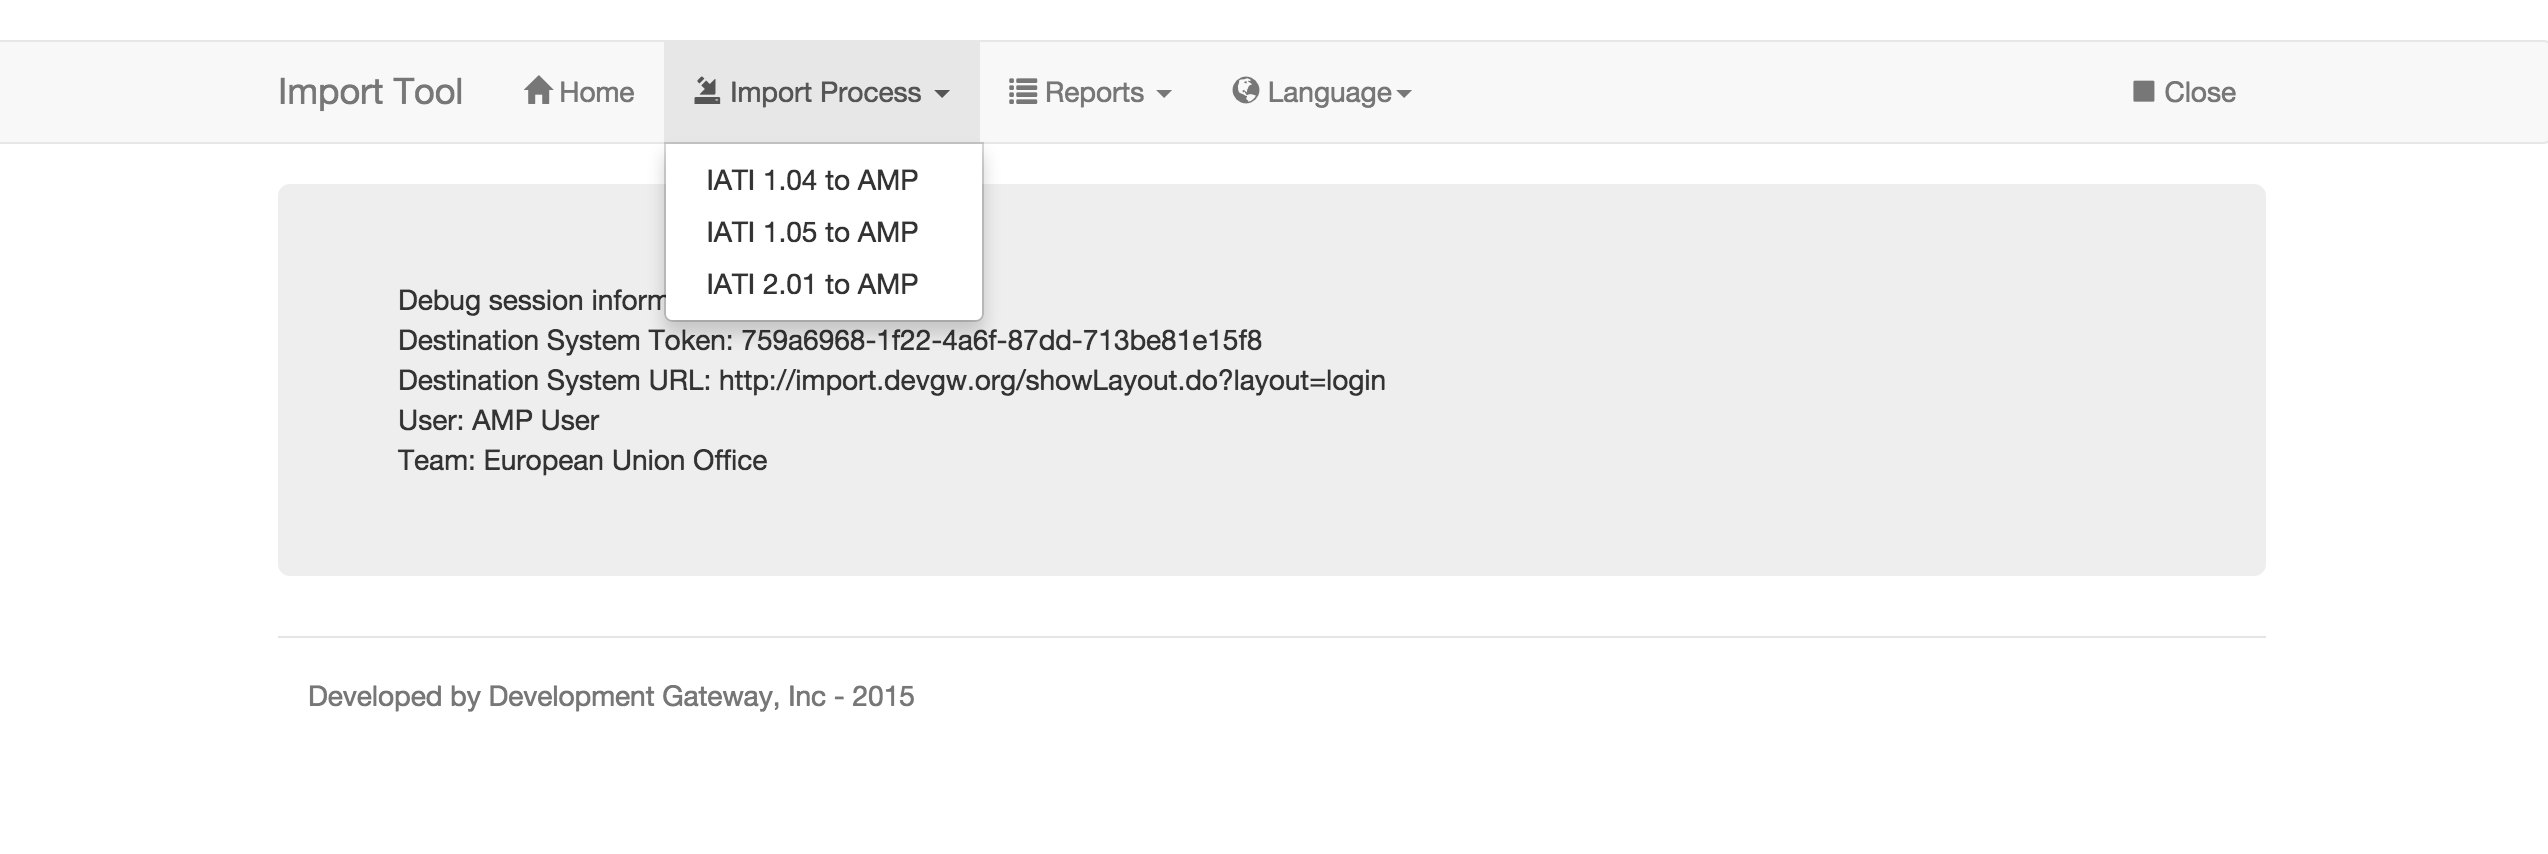 Import Tool Home Import Process Reports Language Close
IATI 1.04 to AMP
IATI 1.05 to AMP
IATI 2.01 to AMP
Debug session
Destination System Token: 759a6968-1f22-4a6f-87dd-713be81e15f8
Destination System URL: http://import.devgw.org/showLayout.do?layout=login
User: AMP User
Team: European Union Office
Developed by Development Gateway, Inc - 2015